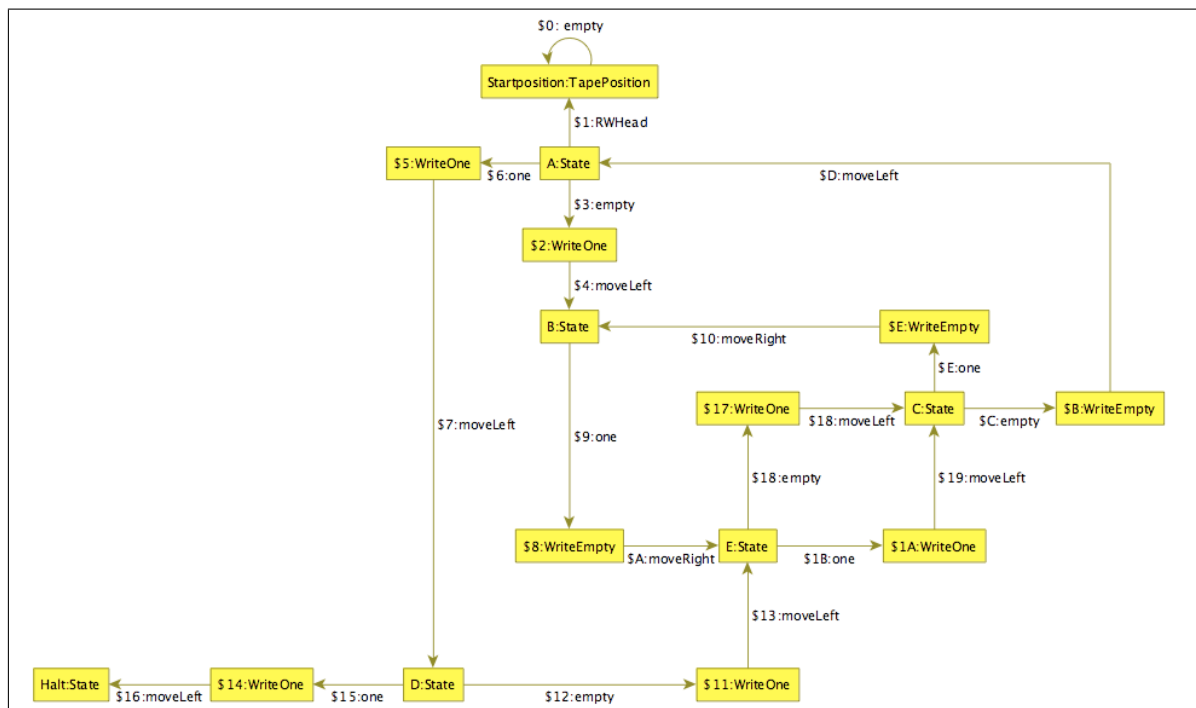 $0: empty
Startposition:TapePosition
$1:RWHead
$5:WriteOne
$6:one
A:State
$D:moveLeft
$3:empty
$2:WriteOne
$4:moveLeft
B:State
$10:moveRight
$E:WriteEmpty
$E:one
$7:moveLeft
$9:one
$17:WriteOne
$18:moveLeft
C:State
$C:empty
$B:WriteEmpty
$18:empty
$19:moveLeft
$8:WriteEmpty
$A:moveRight
E:State
$1B:one
$1A:WriteOne
$13:moveLeft
Halt:State
$16:moveLeft
$14:WriteOne
$15:one
D:State
$12:empty
$11:WriteOne